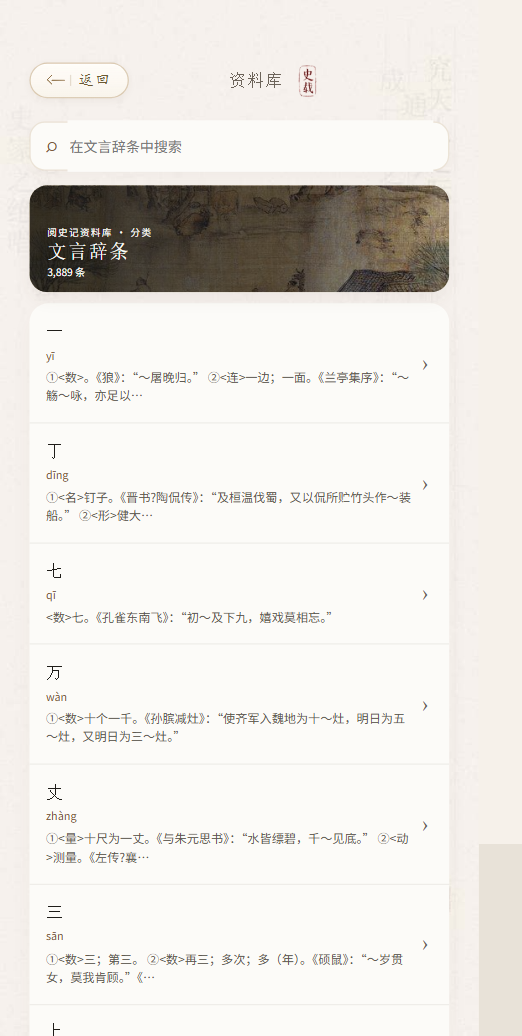 返回
资料库
史载
在文言辞条中搜索
阅史记资料库 · 分类
文言辞条
3,889 条
一
yī
①<数>。《狼》：“～屠晚归。” ②<连>一边；一面。《兰亭集序》：“～
觞～咏，亦足以…
丁
dīng
①<名>钉子。《晋书?陶侃传》：“及桓温伐蜀，又以侃所贮竹头作～装
船。” ②<形>健大…
七
qī
<数>七。《孔雀东南飞》：“初～及下九，嬉戏莫相忘。”
万
wàn
①<数>十个一千。《孙膑减灶》：“使齐军入魏地为十～灶，明日为五
～灶，又明日为三～灶。”
丈
zhàng
①<量>十尺为一丈。《与朱元思书》：“水皆缥碧，千～见底。” ②<动
>测量。《左传?襄…
三
sān
①<数>三；第三。 ②<数>再三；多次；多（年）。《硕鼠》：“～岁贯
女，莫我肯顾。”《…